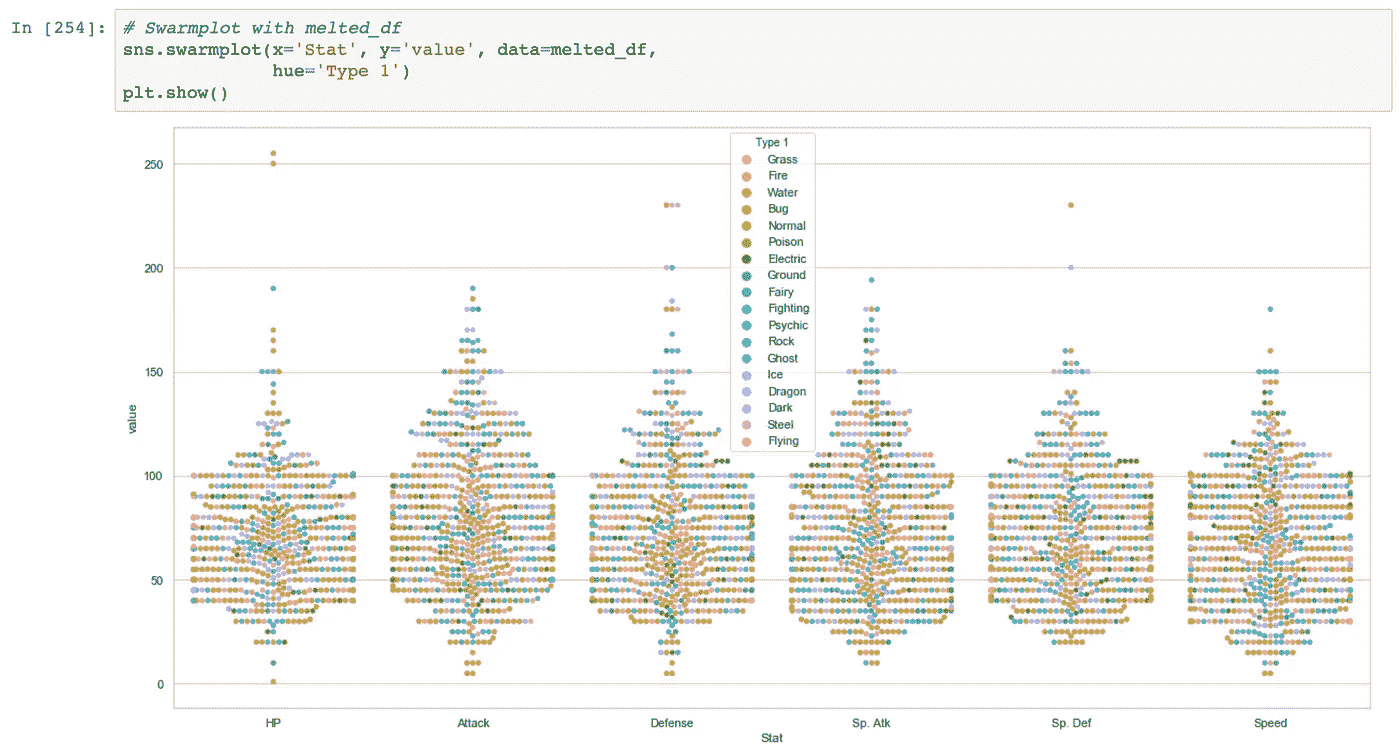 In [254]: # Swarmplot with melted_df
sns.swarmplot(x='Stat', y='value', data=melted_df,
hue='Type 1')
plt.show()
Type 1
Grass
Fire
Water
Bug
Normal
Poison
Electric
Ground
Fairy
Fighting
Psychic
Rock
Ghost
Ice
Dragon
Dark
Steel
Flying
250
200
150
100
50
0
value
HP Attack Defense Sp. Atk Sp. Def Speed
Stat